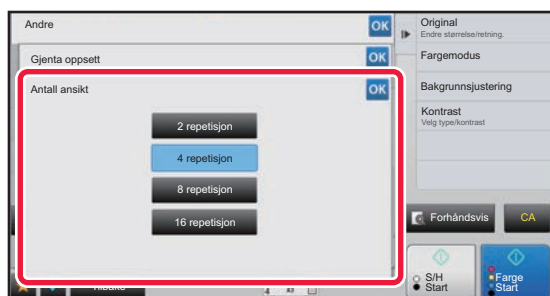 Andre
OK
Gjenta oppsett
OK
Antall ansikt
OK
2 repetisjon
4 repetisjon
8 repetisjon
16 repetisjon
Original
Endre størrelse/retning.
Fargemodus
Bakgrunnsjustering
Kontrast
Velg type/kontrast
Forhåndsvis
CA
S/H
Start
Farge
Start